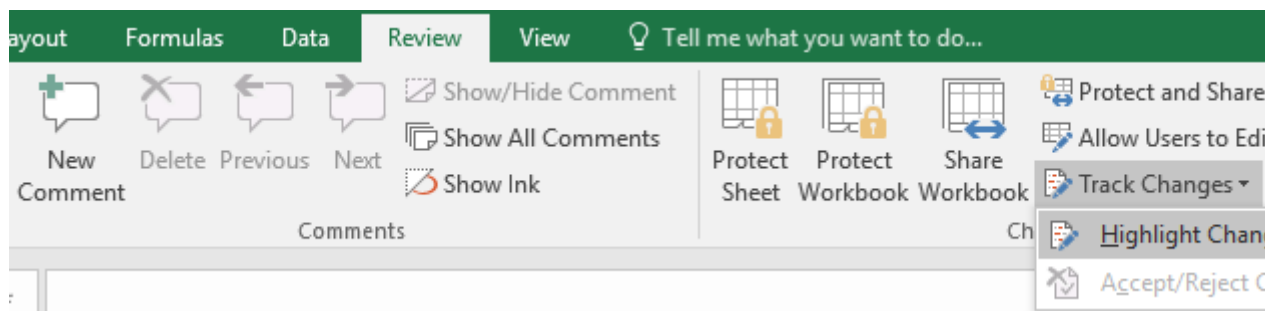 ayout Formulas Data Review View Tell me what you want to do...
New Comment
Delete
Previous
Next
Show/Hide Comment
Show All Comments
Show Ink
Comments
Protect Sheet
Protect Workbook
Share Workbook
Protect and Share
Allow Users to Edi
Track Changes
Ch
Highlight Chan
Accept/Reject C